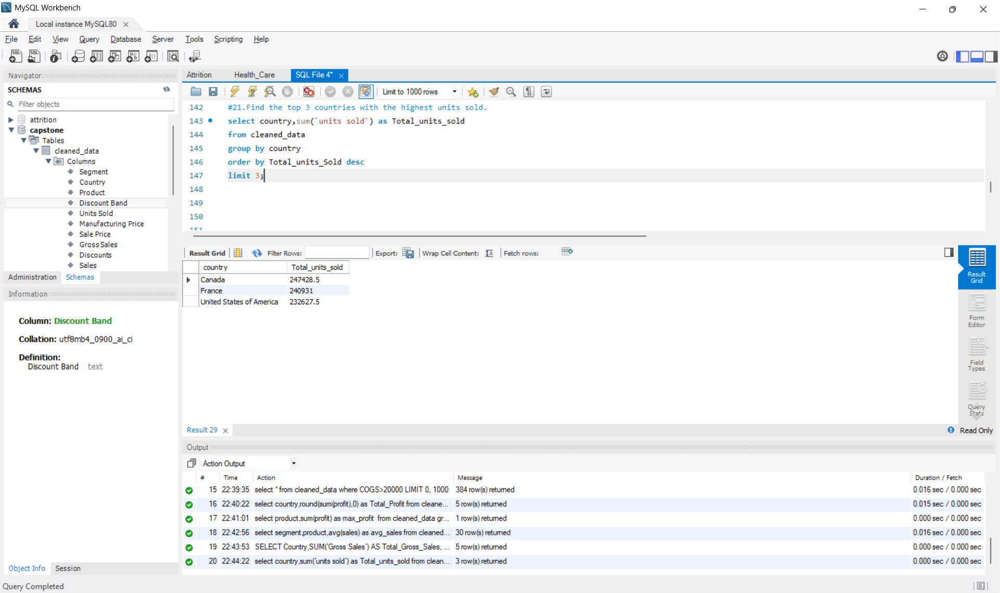 MySQL Workbench
Local instance MySQL80
File Edit View Query Database Server Tools Scripting Help
Navigator
SCHEMAS
Filter objects
attrition
capstone
Tables
cleaned_data
Columns
Segment
Country
Product
Discount Band
Units Sold
Manufacturing Price
Sale Price
Gross Sales
Discounts
Sales
Administration Schemas
Information
Column: Discount Band
Collation: utf8mb4_0900_ai_ci
Definition:
Discount Band text
Object Info Session
Attrition Health_Care SQL File 4*
Limit to 1000 rows
142 #21.Find the top 3 countries with the highest units sold.
143 select country,sum(`units sold`) as Total_units_sold
144 from cleaned_data
145 group by country
146 order by Total_units_Sold desc
147 limit 3;
148
149
150
151
Result Grid Filter Rows: Export: Wrap Cell Content: Fetch rows:
country Total_units_sold
Canada 247428.5
France 240931
United States of America 232627.5
Result Grid
Form Editor
Field Types
Query Stats
Result 29
Read Only
Output
Action Output
# Time Action Message Duration / Fetch
15 22:39:35 select * from cleaned_data where COGS>20000 LIMIT 0, 1000 384 row(s) returned 0.016 sec / 0.000 sec
16 22:40:22 select country,round(sum(profit),0) as Total_Profit from cleane... 5 row(s) returned 0.015 sec / 0.000 sec
17 22:41:01 select product,sum(profit) as max_profit from cleaned_data gr... 1 row(s) returned 0.000 sec / 0.000 sec
18 22:42:56 select segment,product,avg(sales) as avg_sales from cleaned... 30 row(s) returned 0.016 sec / 0.000 sec
19 22:43:53 SELECT Country,SUM(`Gross Sales`) AS Total_Gross_Sales, ... 5 row(s) returned 0.000 sec / 0.000 sec
20 22:44:22 select country,sum(`units sold`) as Total_units_sold from clean... 3 row(s) returned 0.000 sec / 0.000 sec
Query Completed